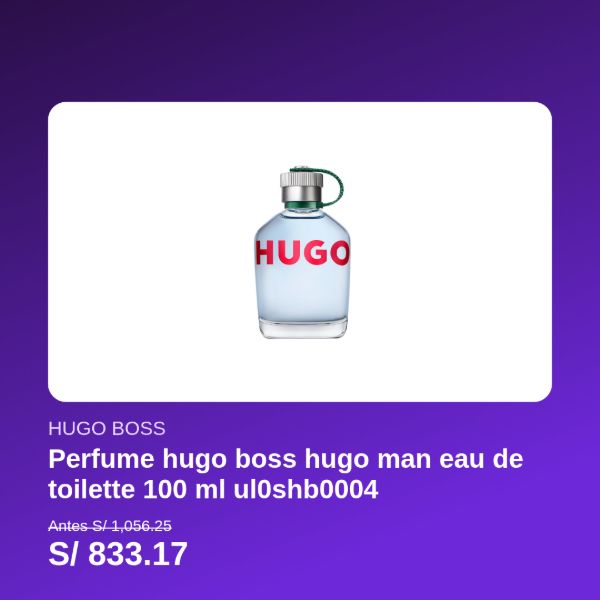 HUGO
HUGO BOSS
Perfume hugo boss hugo man eau de
toilette 100 ml ul0shb0004
Antes S/ 1,056.25
S/ 833.17